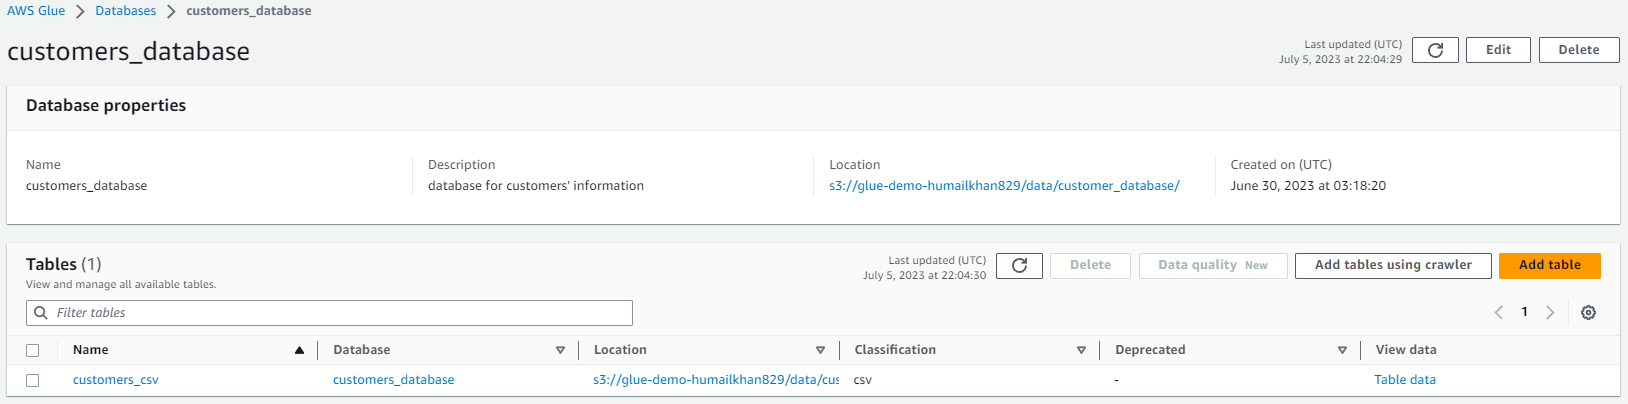 AWS Glue > Databases > customers_database
customers_database
Last updated (UTC)
July 5, 2023 at 22:04:29
Edit
Delete
Database properties
Name
customers_database
Description
database for customers' information
Location
s3://glue-demo-humailkhan829/data/customer_database/
Created on (UTC)
June 30, 2023 at 03:18:20
Tables (1)
View and manage all available tables.
Last updated (UTC)
July 5, 2023 at 22:04:30
Delete
Data quality New
Add tables using crawler
Add table
Filter tables
1
Name Database Location Classification Deprecated View data
customers_csv customers_database s3://glue-demo-humailkhan829/data/cus csv - Table data